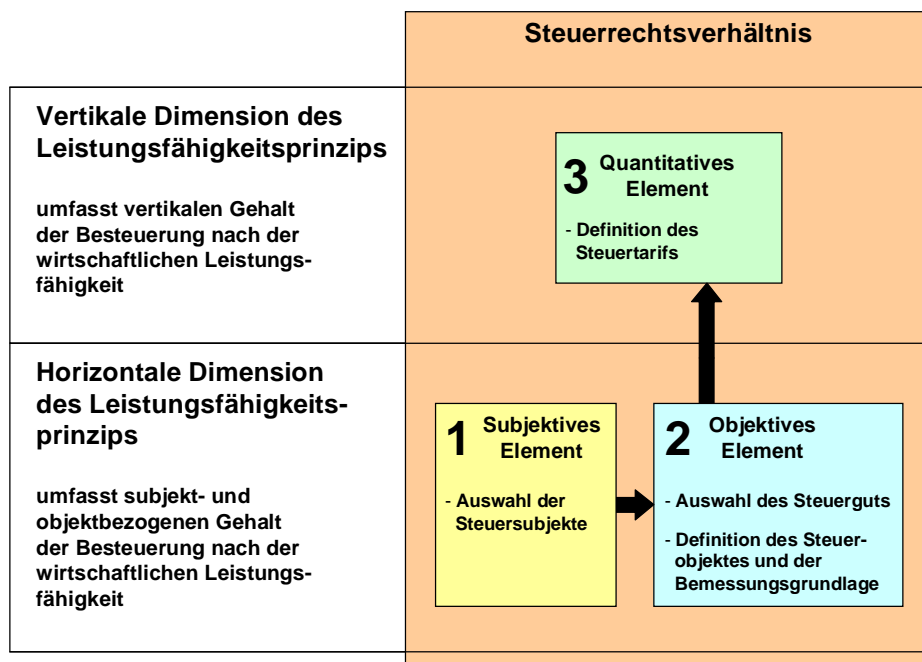 Steuerrechtsverhältnis
Vertikale Dimension des
Leistungsfähigkeitsprinzips
umfasst vertikalen Gehalt
der Besteuerung nach der
wirtschaftlichen Leistungs-
fähigkeit
3 Quantitatives
Element
- Definition des
Steuertarifs
Horizontale Dimension
des Leistungsfähigkeits-
prinzips
umfasst subjekt- und
objektbezogenen Gehalt
der Besteuerung nach der
wirtschaftlichen Leistungs-
fähigkeit
1 Subjektives
Element
- Auswahl der
Steuersubjekte
2 Objektives
Element
- Auswahl des Steuerguts
- Definition des Steuer-
objektes und der
Bemessungsgrundlage